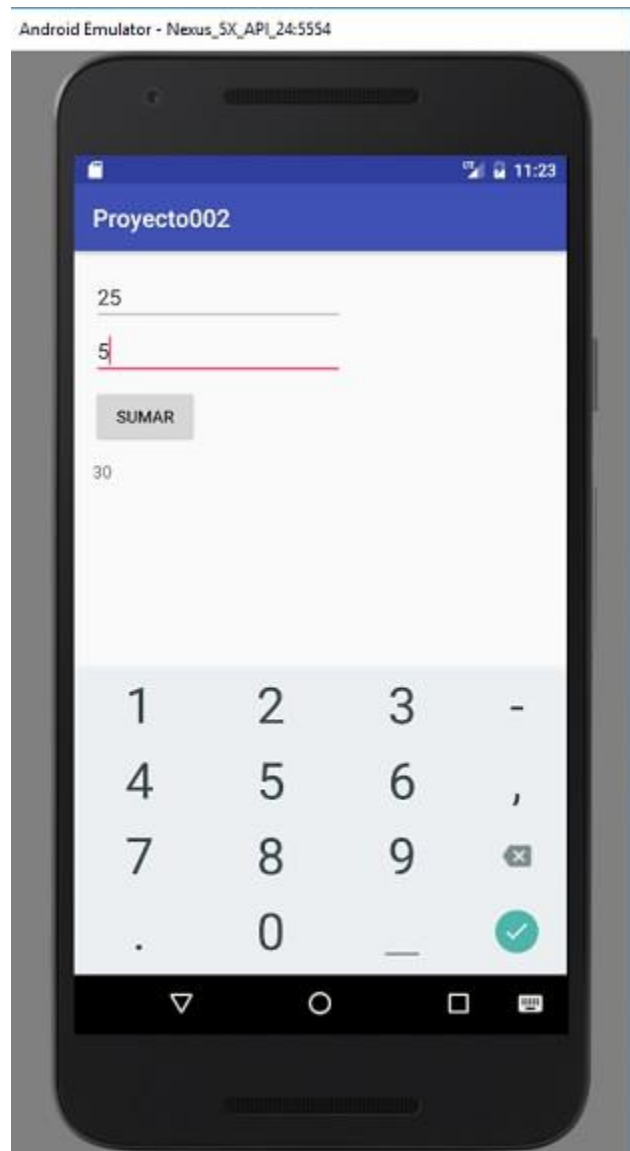 Android Emulator - Nexus_5X_API_24:5554
11:23
Proyecto002
25
5
SUMAR
30
1 2 3 -
4 5 6 ,
7 8 9
. 0 _